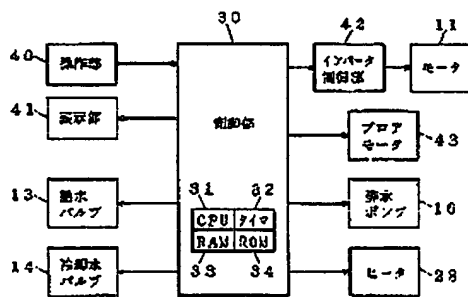 30
42
11
40
操作部
インバータ
制御部
モータ
41
表示部
制御部
ブロア
モータ
43
13
給水
バルブ
31
32
CPU
タイマ
排水
ポンプ
16
RAM
ROM
14
冷却水
バルブ
33
34
ヒータ
28